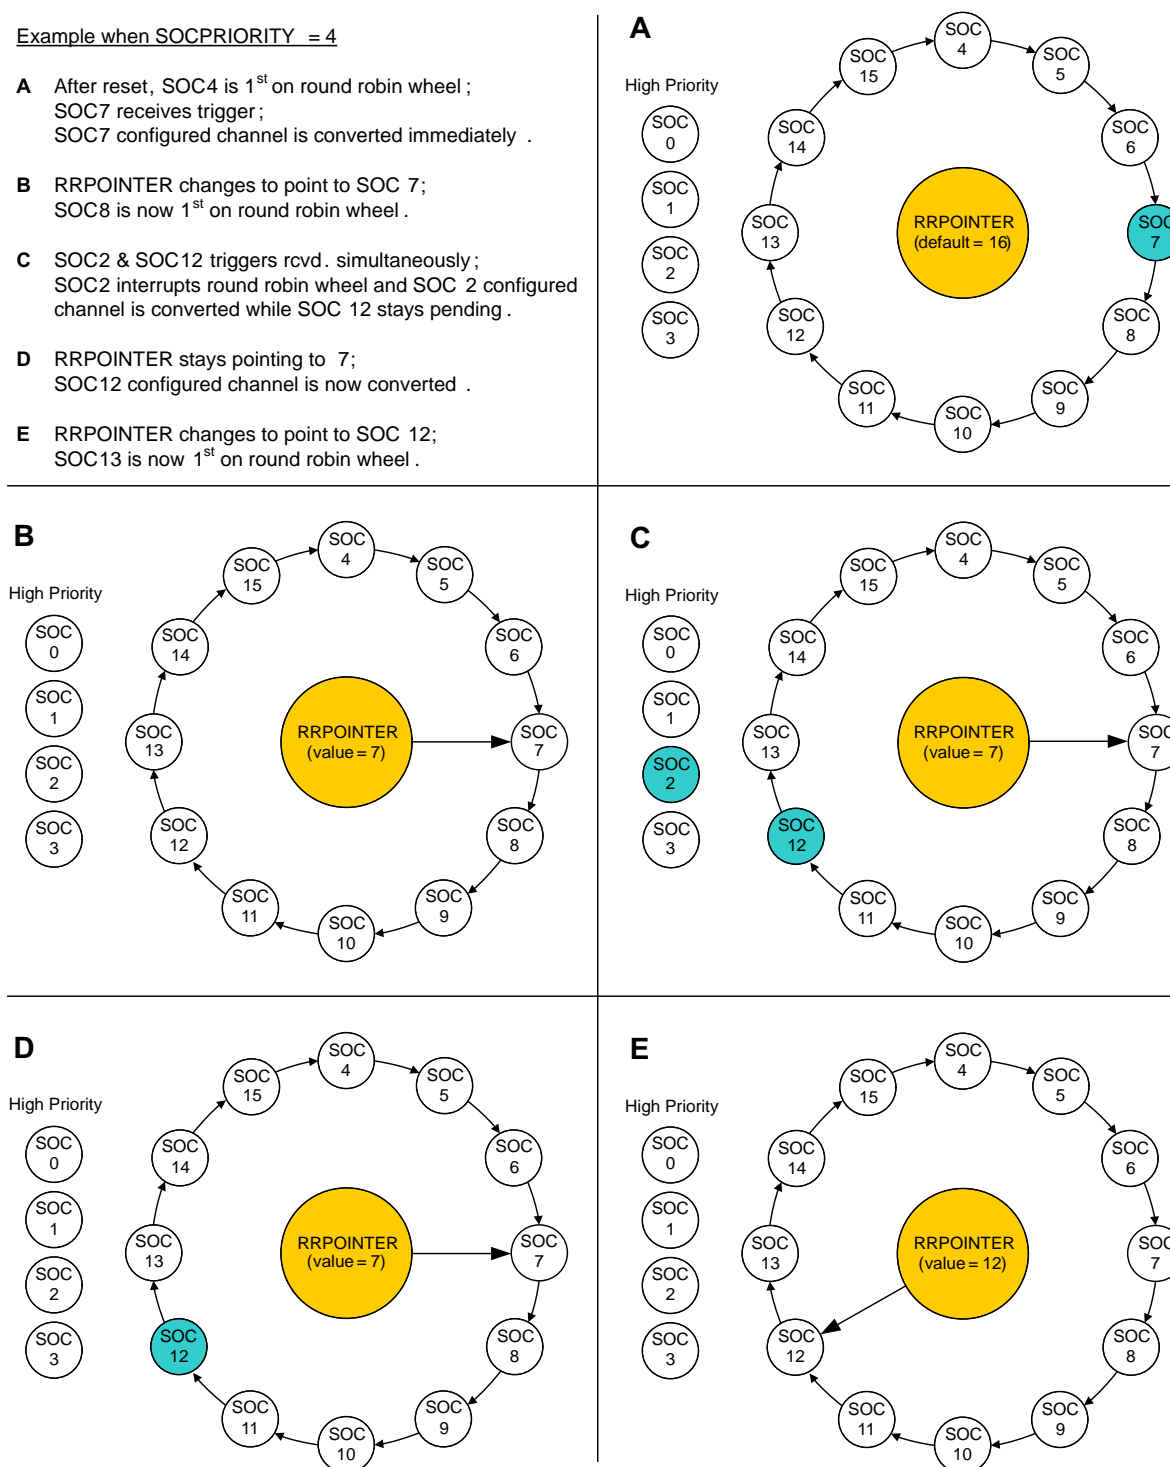 Example when SOCPRIORITY = 4
A After reset, SOC4 is 1st on round robin wheel;
SOC7 receives trigger;
SOC7 configured channel is converted immediately.
B RRPOINTER changes to point to SOC 7;
SOC8 is now 1st on round robin wheel.
C SOC2 & SOC12 triggers rcvd. simultaneously;
SOC2 interrupts round robin wheel and SOC 2 configured
channel is converted while SOC 12 stays pending.
D RRPOINTER stays pointing to 7;
SOC12 configured channel is now converted.
E RRPOINTER changes to point to SOC 12;
SOC13 is now 1st on round robin wheel.
A
High Priority
SOC
0
SOC
1
SOC
2
SOC
3
SOC
4
SOC
5
SOC
6
SOC
7
SOC
8
SOC
9
SOC
10
SOC
11
SOC
12
SOC
13
SOC
14
SOC
15
RRPOINTER
(default = 16)
B
High Priority
SOC
0
SOC
1
SOC
2
SOC
3
SOC
4
SOC
5
SOC
6
SOC
7
SOC
8
SOC
9
SOC
10
SOC
11
SOC
12
SOC
13
SOC
14
SOC
15
RRPOINTER
(value = 7)
C
High Priority
SOC
0
SOC
1
SOC
2
SOC
3
SOC
4
SOC
5
SOC
6
SOC
7
SOC
8
SOC
9
SOC
10
SOC
11
SOC
12
SOC
13
SOC
14
SOC
15
RRPOINTER
(value = 7)
D
High Priority
SOC
0
SOC
1
SOC
2
SOC
3
SOC
4
SOC
5
SOC
6
SOC
7
SOC
8
SOC
9
SOC
10
SOC
11
SOC
12
SOC
13
SOC
14
SOC
15
RRPOINTER
(value = 7)
E
High Priority
SOC
0
SOC
1
SOC
2
SOC
3
SOC
4
SOC
5
SOC
6
SOC
7
SOC
8
SOC
9
SOC
10
SOC
11
SOC
12
SOC
13
SOC
14
SOC
15
RRPOINTER
(value = 12)